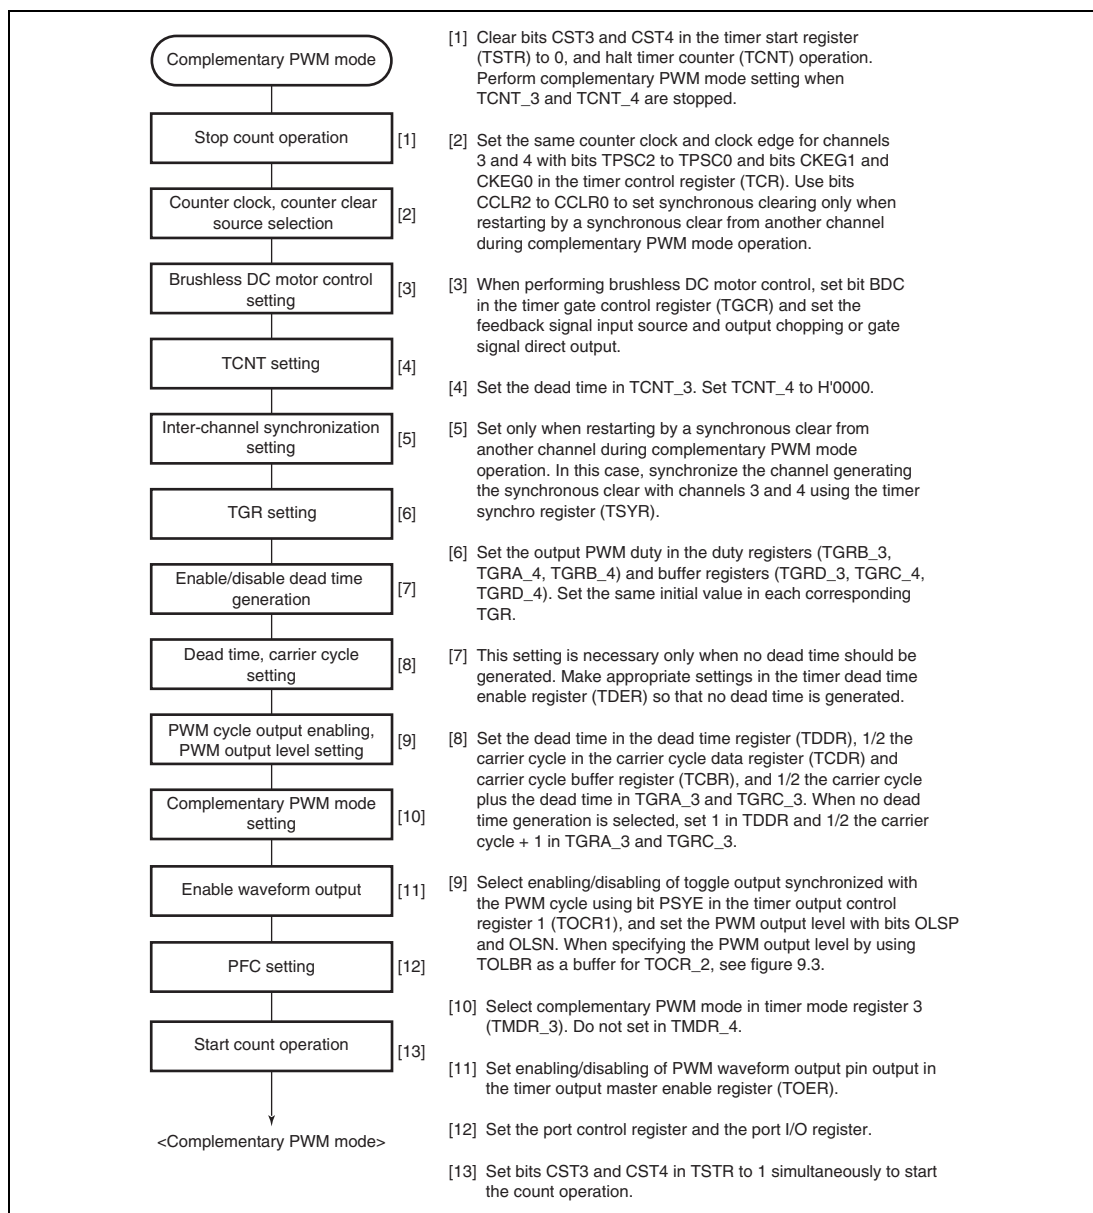 Complementary PWM mode
Stop count operation
[1]
Counter clock, counter clear
source selection
[2]
Brushless DC motor control
setting
[3]
TCNT setting
[4]
Inter-channel synchronization
setting
[5]
TGR setting
[6]
Enable/disable dead time
generation
[7]
Dead time, carrier cycle
setting
[8]
PWM cycle output enabling,
PWM output level setting
[9]
Complementary PWM mode
setting
[10]
Enable waveform output
[11]
PFC setting
[12]
Start count operation
[13]
<Complementary PWM mode>
[1] Clear bits CST3 and CST4 in the timer start register
(TSTR) to 0, and halt timer counter (TCNT) operation.
Perform complementary PWM mode setting when
TCNT_3 and TCNT_4 are stopped.
[2] Set the same counter clock and clock edge for channels
3 and 4 with bits TPSC2 to TPSC0 and bits CKEG1 and
CKEG0 in the timer control register (TCR). Use bits
CCLR2 to CCLR0 to set synchronous clearing only when
restarting by a synchronous clear from another channel
during complementary PWM mode operation.
[3] When performing brushless DC motor control, set bit BDC
in the timer gate control register (TGCR) and set the
feedback signal input source and output chopping or gate
signal direct output.
[4] Set the dead time in TCNT_3. Set TCNT_4 to H'0000.
[5] Set only when restarting by a synchronous clear from
another channel during complementary PWM mode
operation. In this case, synchronize the channel generating
the synchronous clear with channels 3 and 4 using the timer
synchro register (TSYR).
[6] Set the output PWM duty in the duty registers (TGRB_3,
TGRA_4, TGRB_4) and buffer registers (TGRD_3, TGRC_4,
TGRD_4). Set the same initial value in each corresponding
TGR.
[7] This setting is necessary only when no dead time should be
generated. Make appropriate settings in the timer dead time
enable register (TDER) so that no dead time is generated.
[8] Set the dead time in the dead time register (TDDR), 1/2 the
carrier cycle in the carrier cycle data register (TCDR) and
carrier cycle buffer register (TCBR), and 1/2 the carrier cycle
plus the dead time in TGRA_3 and TGRC_3. When no dead
time generation is selected, set 1 in TDDR and 1/2 the carrier
cycle + 1 in TGRA_3 and TGRC_3.
[9] Select enabling/disabling of toggle output synchronized with
the PWM cycle using bit PSYE in the timer output control
register 1 (TOCR1), and set the PWM output level with bits OLSP
and OLSN. When specifying the PWM output level by using
TOLBR as a buffer for TOCR_2, see figure 9.3.
[10] Select complementary PWM mode in timer mode register 3
(TMDR_3). Do not set in TMDR_4.
[11] Set enabling/disabling of PWM waveform output pin output in
the timer output master enable register (TOER).
[12] Set the port control register and the port I/O register.
[13] Set bits CST3 and CST4 in TSTR to 1 simultaneously to start
the count operation.